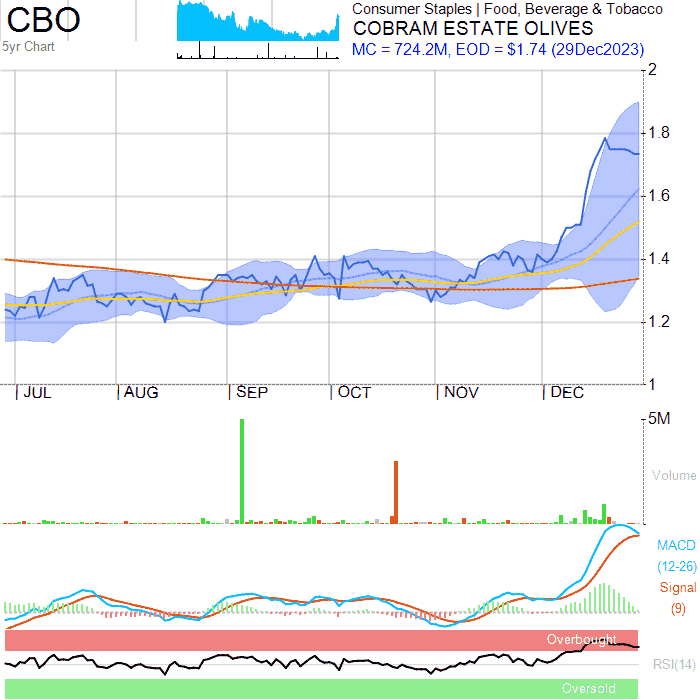 CBO
5yr Chart
Consumer Staples | Food, Beverage & Tobacco
COBRAM ESTATE OLIVES
MC = 724.2M, EOD = $1.74 (29Dec2023)
2
1.8
1.6
1.4
1.2
1
JUL
AUG
SEP
OCT
NOV
DEC
5M
Volume
MACD
(12-26)
Signal
(9)
Overbought
RSI(14)
Oversold